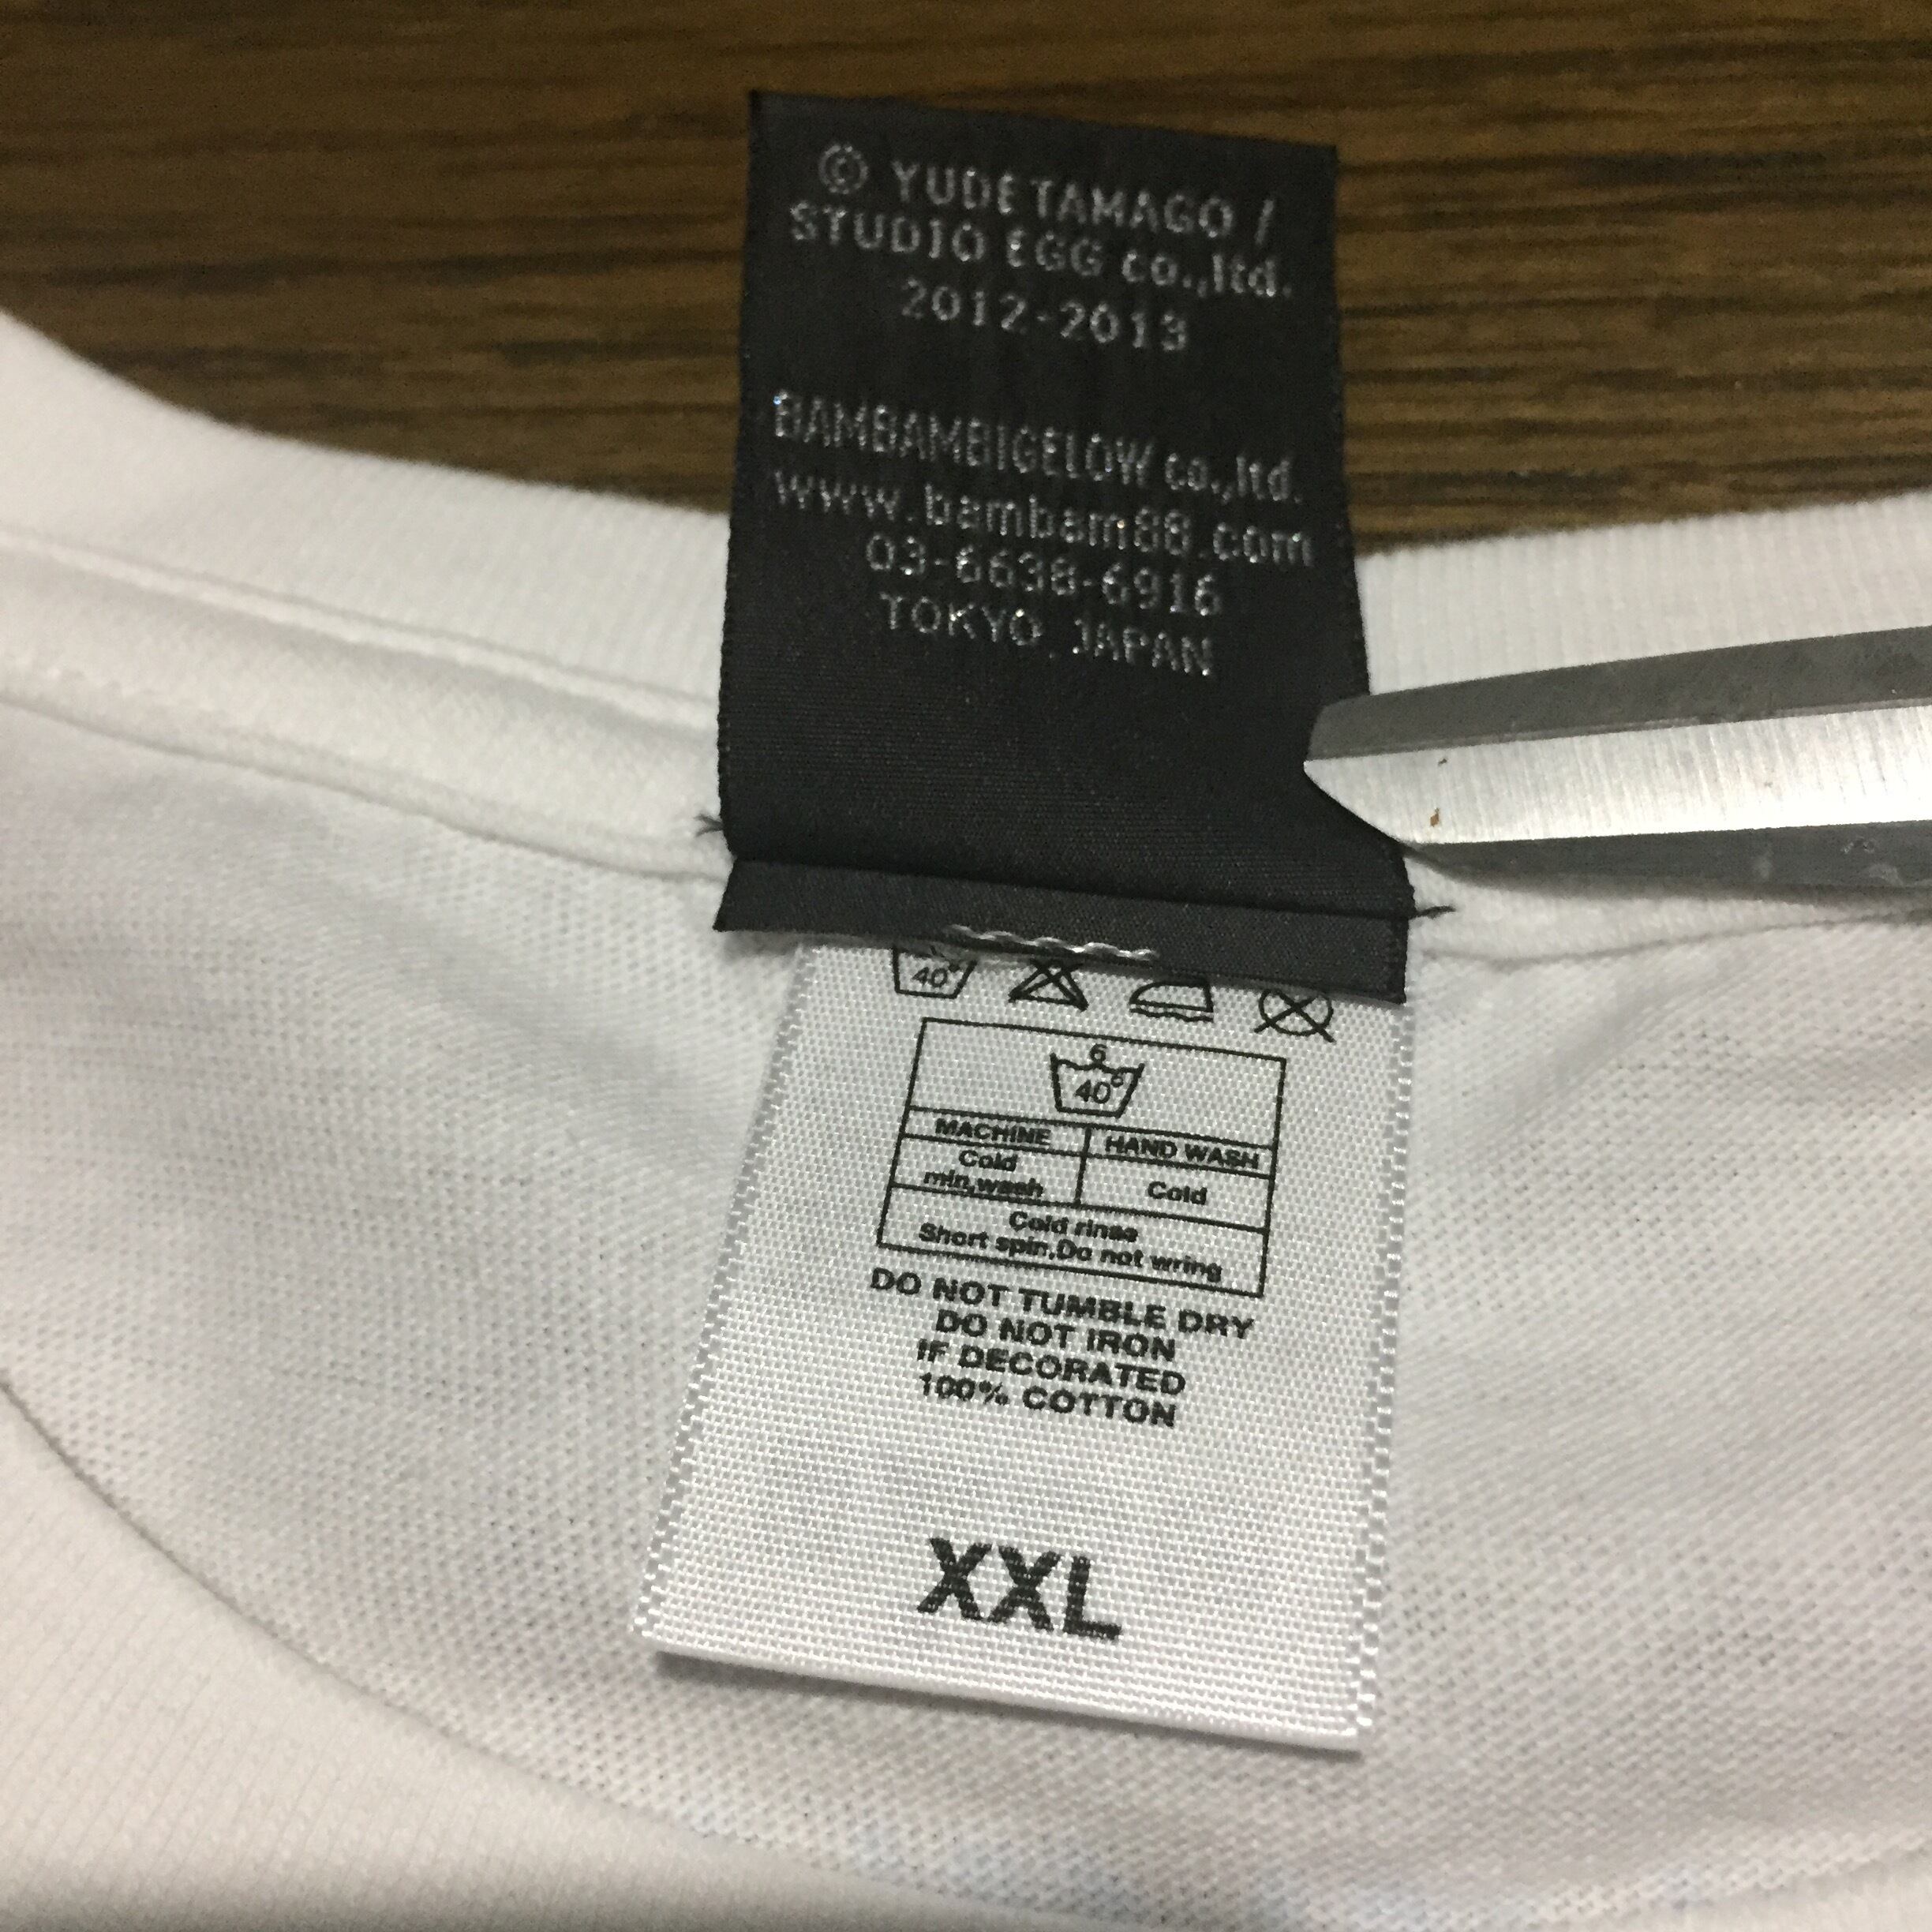 © YUDETAMAGO /
STUDIO EGG co.,ltd.
2012-2013
BAMBAMBIGELOW co.,ltd.
www.bambam88.com
03-6638-6916
TOKYO, JAPAN
40°
6
40°
MACHINE HAND WASH
Cold
min,wash
Cold
Cold rinse
Short spin,Do not wring
DO NOT TUMBLE DRY
DO NOT IRON
IF DECORATED
100% COTTON
XXL